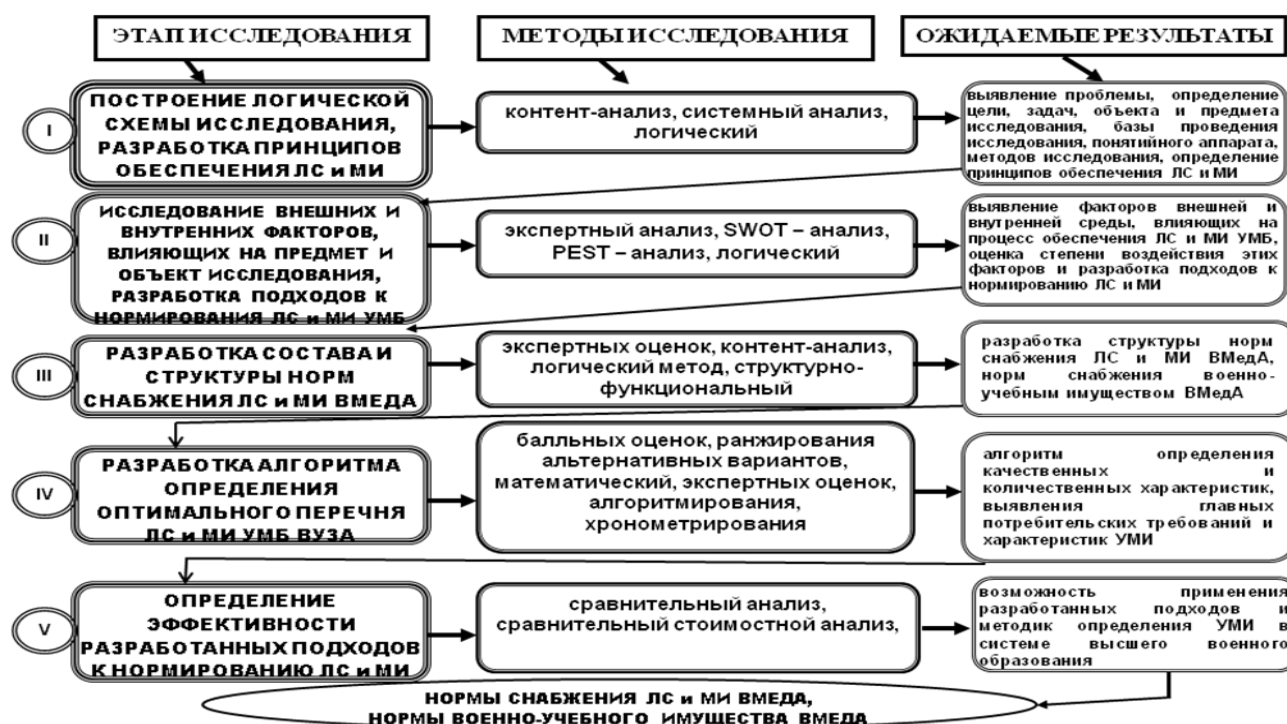 ЭТАП ИССЛЕДОВАНИЯ
МЕТОДЫ ИССЛЕДОВАНИЯ
ОЖИДАЕМЫЕ РЕЗУЛЬТАТЫ
I
ПОСТРОЕНИЕ ЛОГИЧЕСКОЙ
СХЕМЫ ИССЛЕДОВАНИЯ,
РАЗРАБОТКА ПРИНЦИПОВ
ОБЕСПЕЧЕНИЯ ЛС и МИ
контент-анализ, системный анализ,
логический
выявление проблемы, определение
цели, задач, объекта и предмета
исследования, базы проведения
исследования, понятийного аппарата,
методов исследования, определение
принципов обеспечения ЛС и МИ
II
ИССЛЕДОВАНИЕ ВНЕШНИХ И
ВНУТРЕННИХ ФАКТОРОВ,
ВЛИЯЮЩИХ НА ПРЕДМЕТ И
ОБЪЕКТ ИССЛЕДОВАНИЯ,
РАЗРАБОТКА ПОДХОДОВ К
НОРМИРОВАНИЯ ЛС и МИ УМБ
экспертный анализ, SWOT – анализ,
PEST – анализ, логический
выявление факторов внешней и
внутренней среды, влияющих на
процесс обеспечения ЛС и МИ УМБ,
оценка степени воздействия этих
факторов и разработка подходов к
нормированию ЛС и МИ
III
РАЗРАБОТКА СОСТАВА И
СТРУКТУРЫ НОРМ
СНАБЖЕНИЯ ЛС и МИ ВМЕДА
экспертных оценок, контент-анализ,
логический метод, структурно-
функциональный
разработка структуры норм
снабжения ЛС и МИ ВМедА,
норм снабжения военно-
учебным имуществом ВМедА
IV
РАЗРАБОТКА АЛГОРИТМА
ОПРЕДЕЛЕНИЯ
ОПТИМАЛЬНОГО ПЕРЕЧНЯ
ЛС и МИ УМБ ВУЗА
балльных оценок, ранжирования
альтернативных вариантов,
математический, экспертных оценок,
алгоритмирования,
хронометрирования
алгоритм определения
качественных и
количественных характеристик,
выявления главных
потребительских требований и
характеристик УМИ
V
ОПРЕДЕЛЕНИЕ
ЭФФЕКТИВНОСТИ
РАЗРАБОТАННЫХ ПОДХОДОВ
К НОРМИРОВАНИЮ ЛС и МИ
сравнительный анализ,
сравнительный стоимостной анализ,
возможность применения
разработанных подходов и
методик определения УМИ в
системе высшего военного
образования
НОРМЫ СНАБЖЕНИЯ ЛС и МИ ВМЕДА,
НОРМЫ ВОЕННО-УЧЕБНОГО ИМУЩЕСТВА ВМЕДА